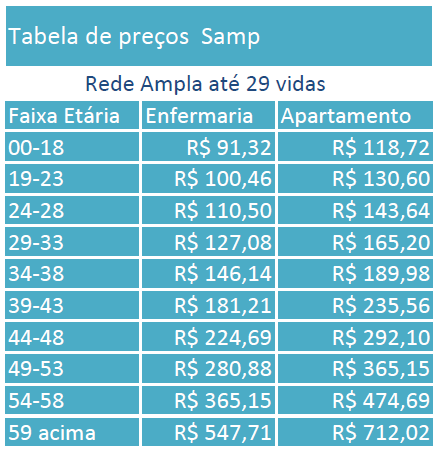 Tabela de preços  Samp
Rede Ampla até 29 vidas
Faixa Etária Enfermaria Apartamento
00-18 R$ 91,32 R$ 118,72
19-23 R$ 100,46 R$ 130,60
24-28 R$ 110,50 R$ 143,64
29-33 R$ 127,08 R$ 165,20
34-38 R$ 146,14 R$ 189,98
39-43 R$ 181,21 R$ 235,56
44-48 R$ 224,69 R$ 292,10
49-53 R$ 280,88 R$ 365,15
54-58 R$ 365,15 R$ 474,69
59 acima R$ 547,71 R$ 712,02